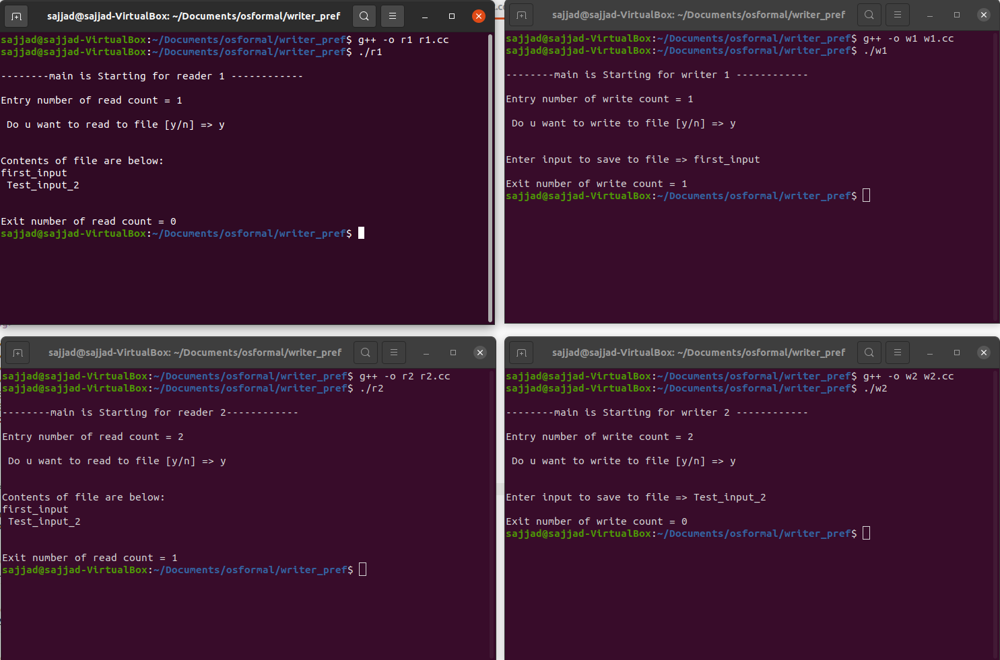 sajjad@sajjad-VirtualBox: ~/Documents/osformal/writer_pref
sajjad@sajjad-VirtualBox:~/Documents/osformal/writer_pref$ g++ -o r1 r1.cc
sajjad@sajjad-VirtualBox:~/Documents/osformal/writer_pref$ ./r1
--------main is Starting for reader 1 ------------
Entry number of read count = 1
Do u want to read to file [y/n] => y
Contents of file are below:
first_input
Test_input_2
Exit number of read count = 0
sajjad@sajjad-VirtualBox:~/Documents/osformal/writer_pref$
sajjad@sajjad-VirtualBox: ~/Documents/osformal/writer_pref
sajjad@sajjad-VirtualBox:~/Documents/osformal/writer_pref$ g++ -o w1 w1.cc
sajjad@sajjad-VirtualBox:~/Documents/osformal/writer_pref$ ./w1
--------main is Starting for writer 1 ------------
Entry number of write count = 1
Do u want to write to file [y/n] => y
Enter input to save to file => first_input
Exit number of write count = 1
sajjad@sajjad-VirtualBox:~/Documents/osformal/writer_pref$
sajjad@sajjad-VirtualBox: ~/Documents/osformal/writer_pref
sajjad@sajjad-VirtualBox:~/Documents/osformal/writer_pref$ g++ -o r2 r2.cc
sajjad@sajjad-VirtualBox:~/Documents/osformal/writer_pref$ ./r2
--------main is Starting for reader 2------------
Entry number of read count = 2
Do u want to read to file [y/n] => y
Contents of file are below:
first_input
Test_input_2
Exit number of read count = 1
sajjad@sajjad-VirtualBox:~/Documents/osformal/writer_pref$
sajjad@sajjad-VirtualBox: ~/Documents/osformal/writer_pref
sajjad@sajjad-VirtualBox:~/Documents/osformal/writer_pref$ g++ -o w2 w2.cc
sajjad@sajjad-VirtualBox:~/Documents/osformal/writer_pref$ ./w2
--------main is Starting for writer 2 ------------
Entry number of write count = 2
Do u want to write to file [y/n] => y
Enter input to save to file => Test_input_2
Exit number of write count = 0
sajjad@sajjad-VirtualBox:~/Documents/osformal/writer_pref$